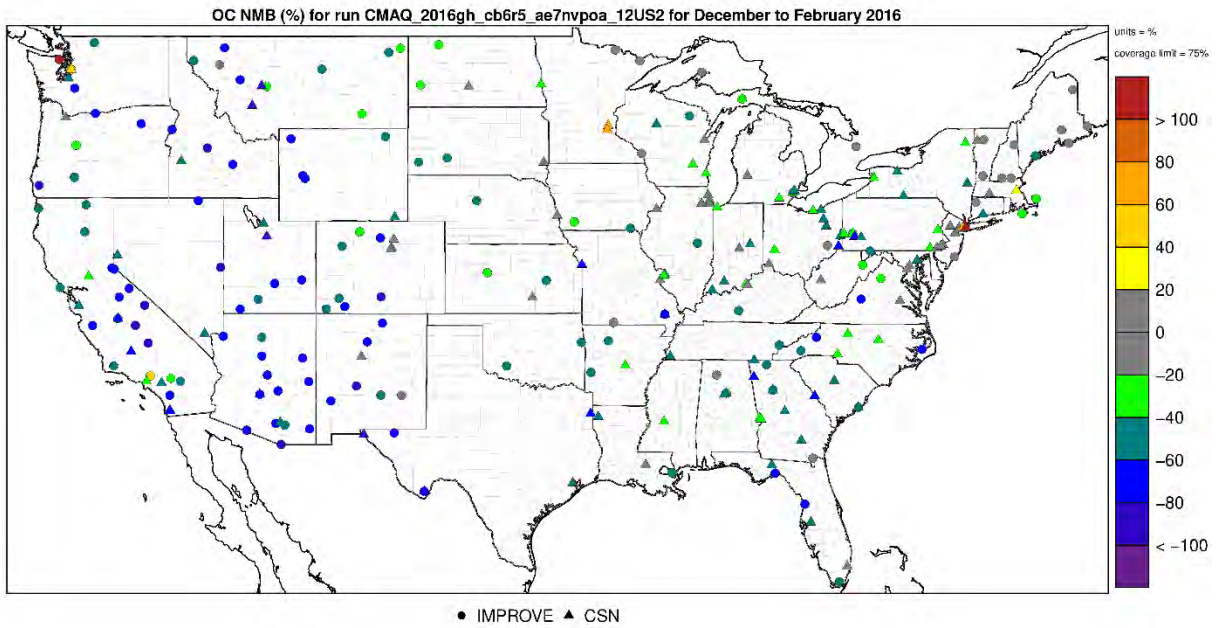 OC NMB (%) for run CMAQ_2016gh_cb6r5_ae7nvpoa_12US2 for December to February 2016
units = %
coverage limit = 75%
> 100
80
60
40
20
0
−20
−40
−60
−80
< −100
● IMPROVE ▲ CSN